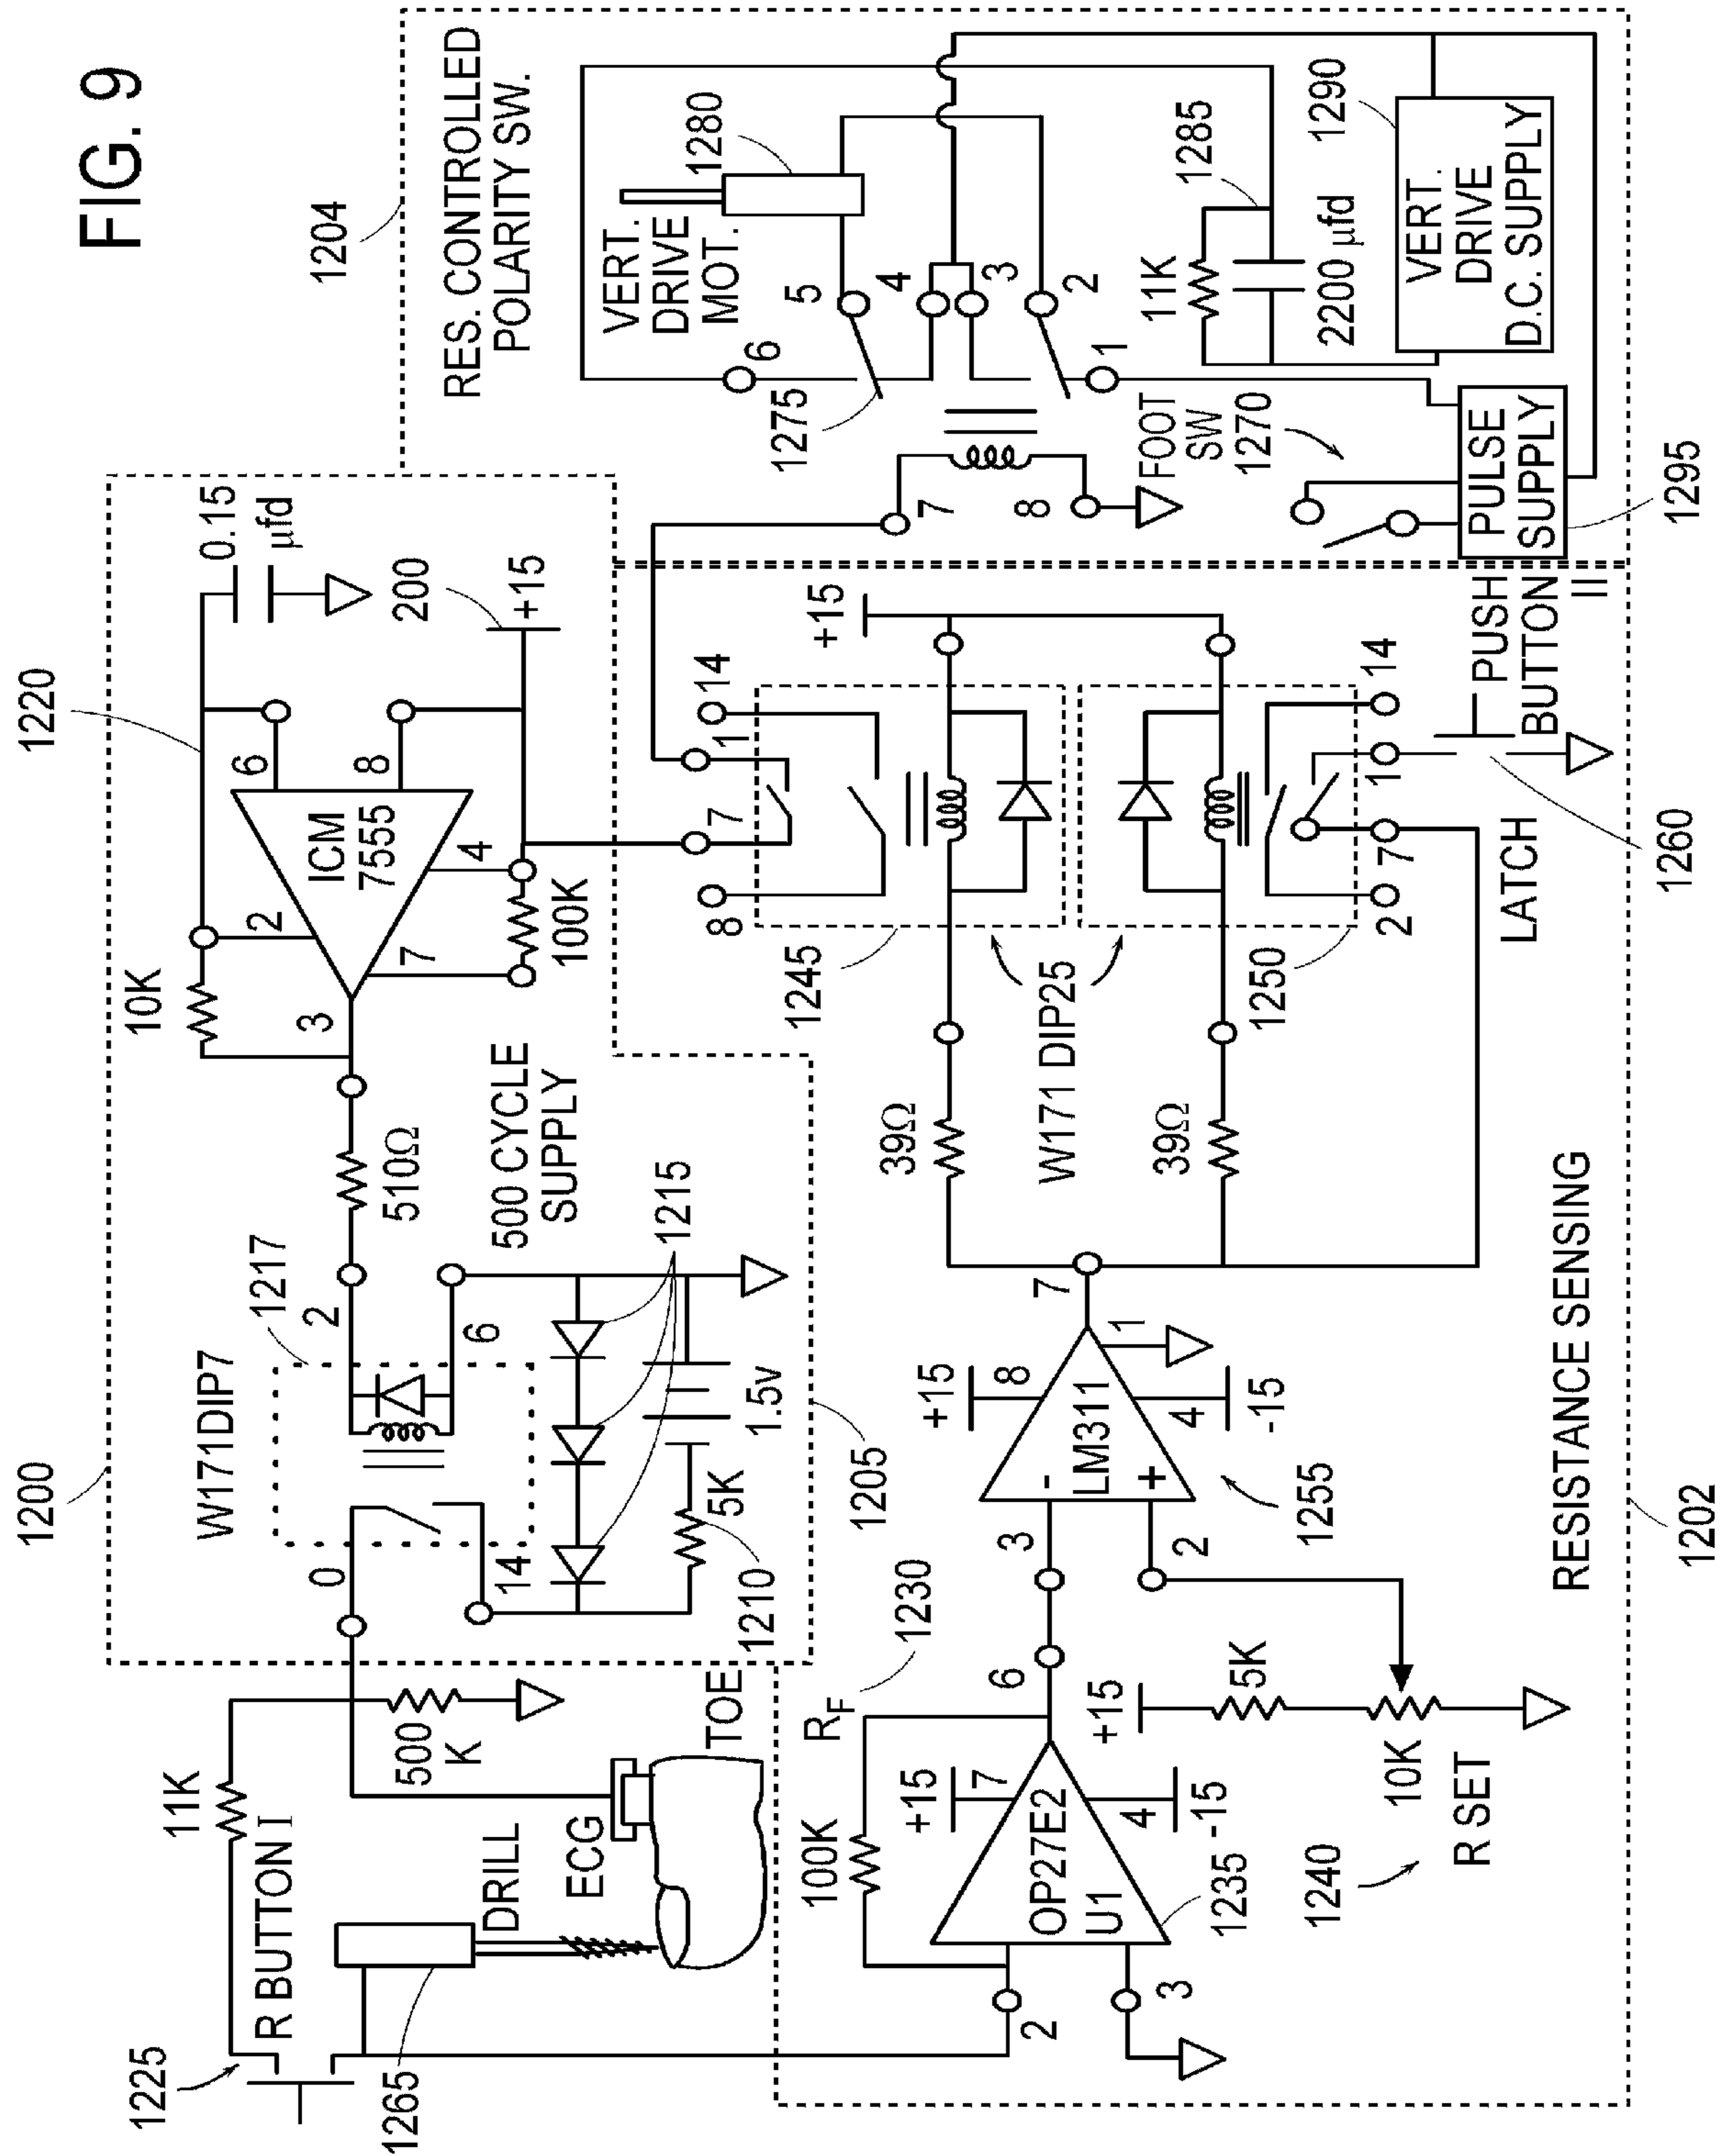 FIG. 9
1200
1220
1204
RES. CONTROLLED
POLARITY SW.
1225
R BUTTON I
11K
1265
DRILL
ECG
TOE
500
K
W171DIP7
1217
0
14
2
6
510Ω
500 CYCLE
SUPPLY
1215
1.5v
5K
1210
1205
10K
3
2
7
ICM
7555
6
8
4
100K
0.15
µfd
200
+15
VERT.
DRIVE
MOT.
1280
5
4
3
2
6
1
1275
7
8
FOOT
SW
1270
11K
2200 µfd
1285
VERT.
DRIVE
D.C. SUPPLY
1290
PULSE
SUPPLY
1295
8
7
1
14
+15
1245
W171 DIP25
1250
39Ω
39Ω
2
7
1
14
LATCH
1260
PUSH
BUTTON
II
100K
RF
1230
2
3
OP27E2
U1
+15
7
4
-15
6
1235
1240
R SET
10K
+15
5K
3
2
-
+
LM311
+15
8
4
-15
1
7
1255
RESISTANCE SENSING
1202